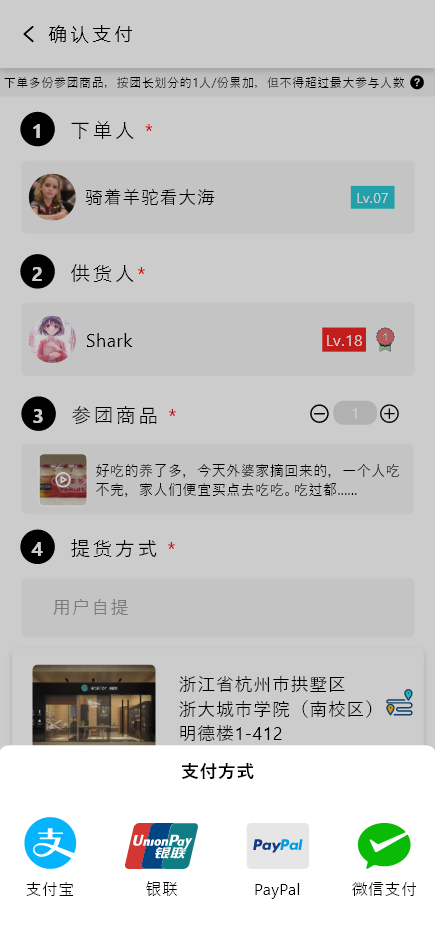 确认支付
下单多份参团商品，按团长划分的1人/份累加，但不得超过最大参与人数 ?
1 下单人 *
骑着羊驼看大海 Lv.07
2 供货人*
Shark Lv.18 1
3 参团商品 * 1
好吃的养了多，今天外婆家摘回来的，一个人吃
不完，家人们便宜买点去吃吃。吃过都......
4 提货方式 *
用户自提
浙江省杭州市拱墅区
浙大城市学院（南校区）
明德楼1-412
支付方式
支 UnionPay 银联 PayPal
支付宝 银联 PayPal 微信支付